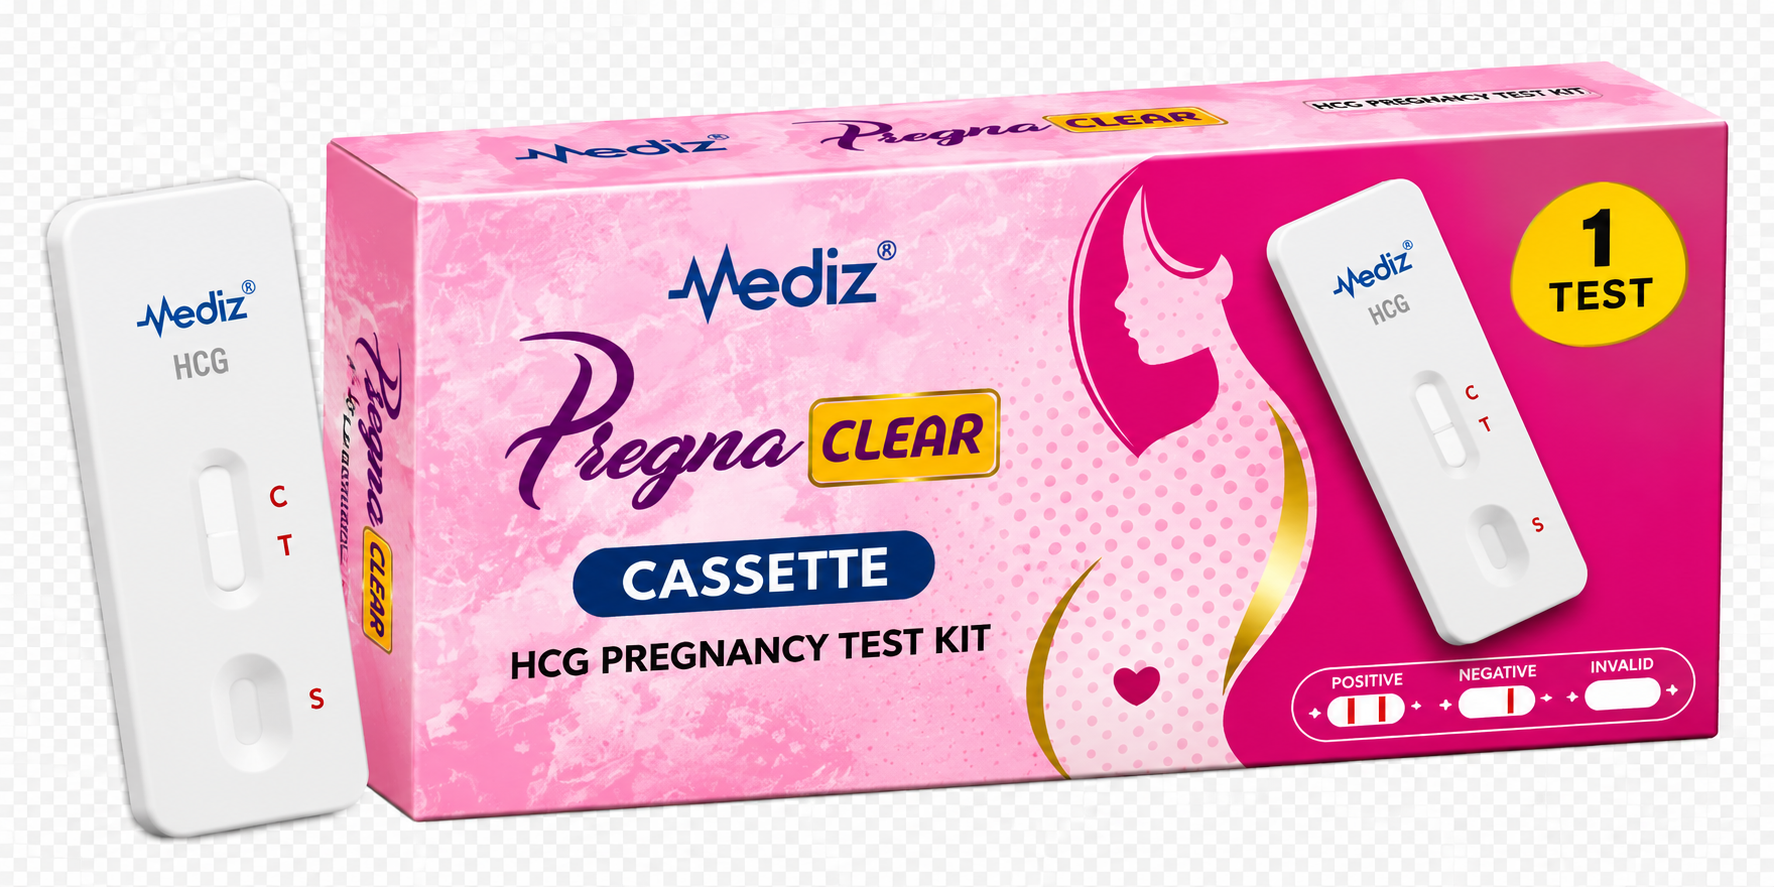 Mediz®
Pregna CLEAR
HCG PREGNANCY TEST KIT
Mediz®
HCG
C
T
S
Pregna CLEAR
Mediz®
Pregna CLEAR
CASSETTE
HCG PREGNANCY TEST KIT
Mediz®
HCG
C
T
S
1
TEST
POSITIVE
NEGATIVE
INVALID